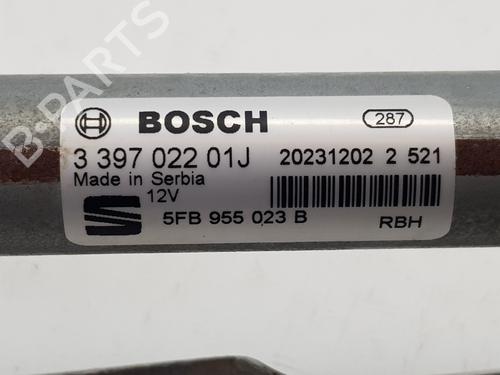 B-PARTS
BOSCH
287
3 397 022 01J 20231202 2 521
Made in Serbia
12V
5FB 955 023 B RBH